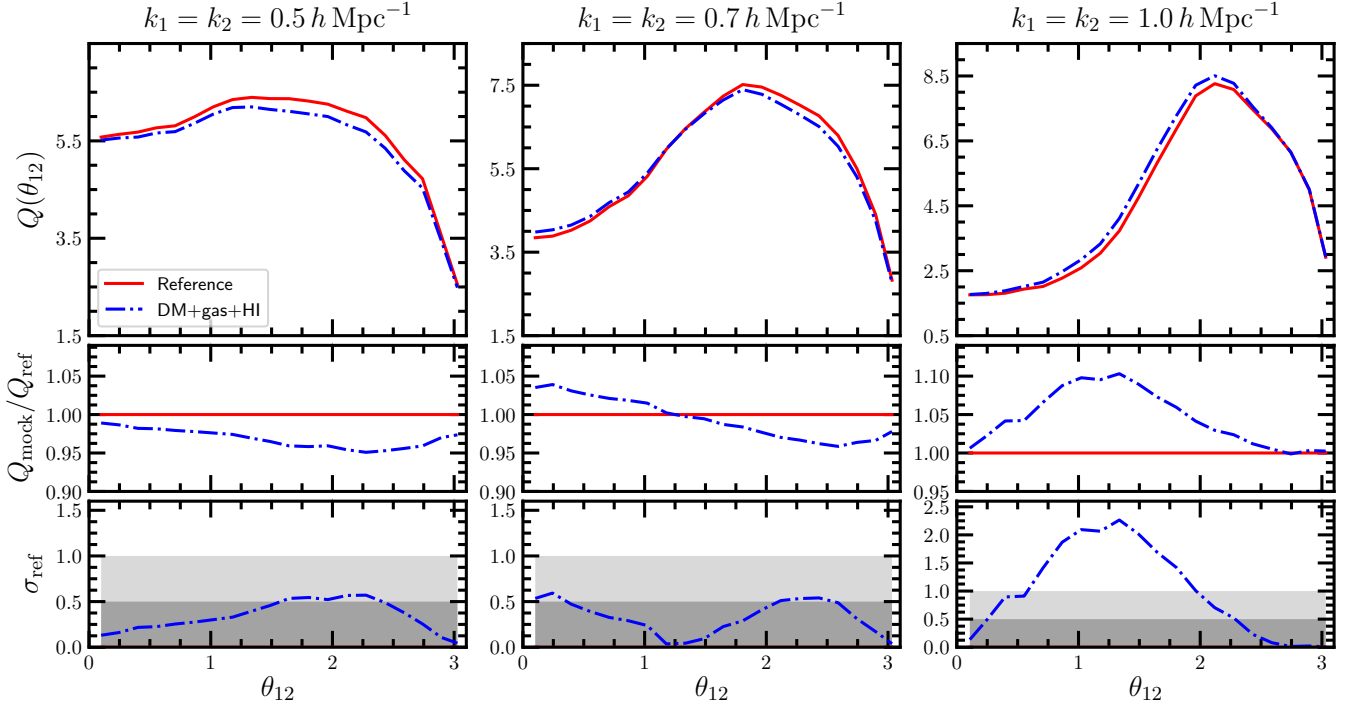 k₁ = k₂ = 0.5 h Mpc⁻¹
k₁ = k₂ = 0.7 h Mpc⁻¹
k₁ = k₂ = 1.0 h Mpc⁻¹
Q(θ₁₂)
5.5
3.5
1.5
Reference
DM+gas+HI
7.5
5.5
3.5
1.5
8.5
6.5
4.5
2.5
0.5
Q_mock/Q_ref
1.05
1.00
0.95
0.90
1.05
1.00
0.95
0.90
1.10
1.05
1.00
0.95
σ_ref
1.5
1.0
0.5
0.0
1.5
1.0
0.5
0.0
2.5
2.0
1.5
1.0
0.5
0.0
0 1 2 3
0 1 2 3
0 1 2 3
θ₁₂
θ₁₂
θ₁₂